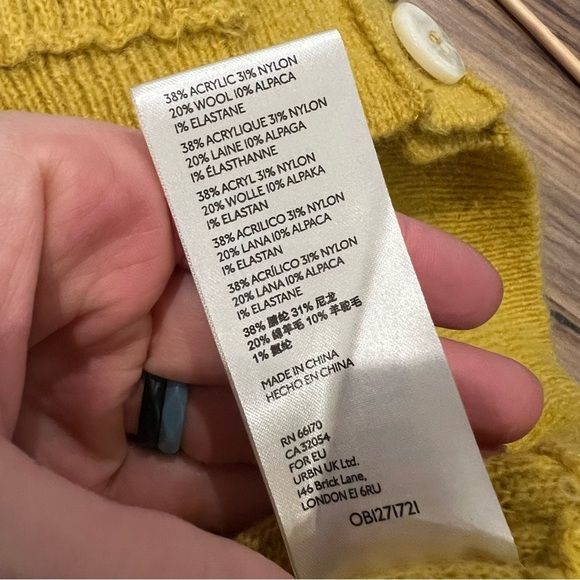 38% ACRYLIC 31% NYLON
20% WOOL 10% ALPACA
1% ELASTANE
38% ACRYLIQUE 31% NYLON
20% LAINE 10% ALPAGA
1% ÉLASTHANNE
38% ACRYL 31% NYLON
20% WOLLE 10% ALPAKA
1% ELASTAN
38% ACRILICO 31% NYLON
20% LANA 10% ALPACA
1% ELASTAN
38% ACRÍLICO 31% NYLON
20% LANA 10% ALPACA
1% ELASTANE
38% 腈纶 31% 尼龙
20% 绵羊毛 10% 羊驼毛
1% 氨纶
MADE IN CHINA
HECHO EN CHINA
RN 66170
CA 32054
FOR EU
URBN UK Ltd.
146 Brick Lane,
LONDON E1 6RU
OB1271721